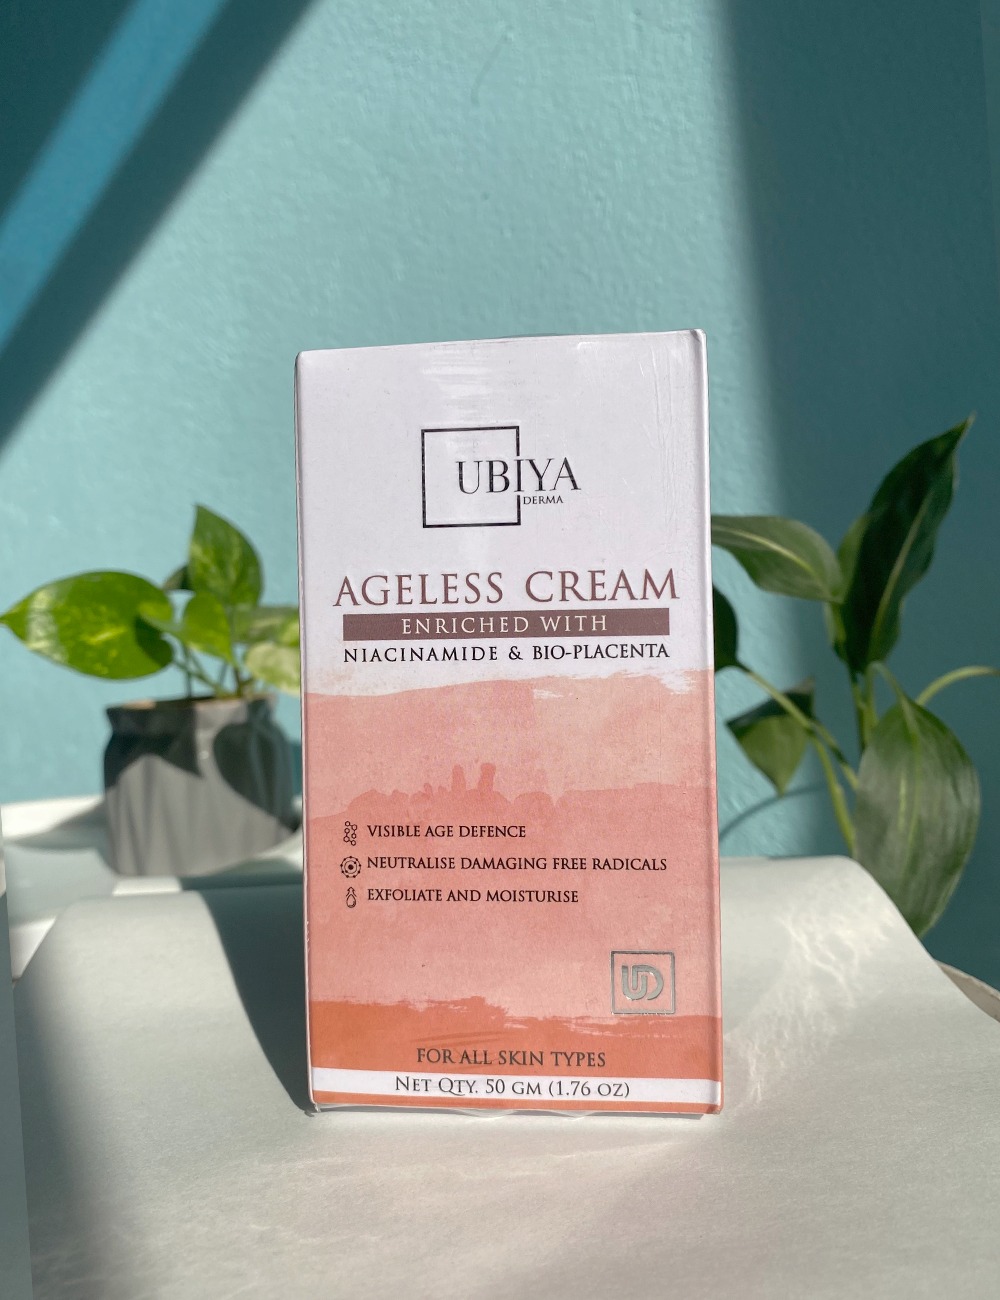 UBIYA
DERMA
AGELESS CREAM
ENRICHED WITH
NIACINAMIDE & BIO-PLACENTA
VISIBLE AGE DEFENCE
NEUTRALISE DAMAGING FREE RADICALS
EXFOLIATE AND MOISTURISE
UD
FOR ALL SKIN TYPES
NET QTY. 50 GM (1.76 OZ)